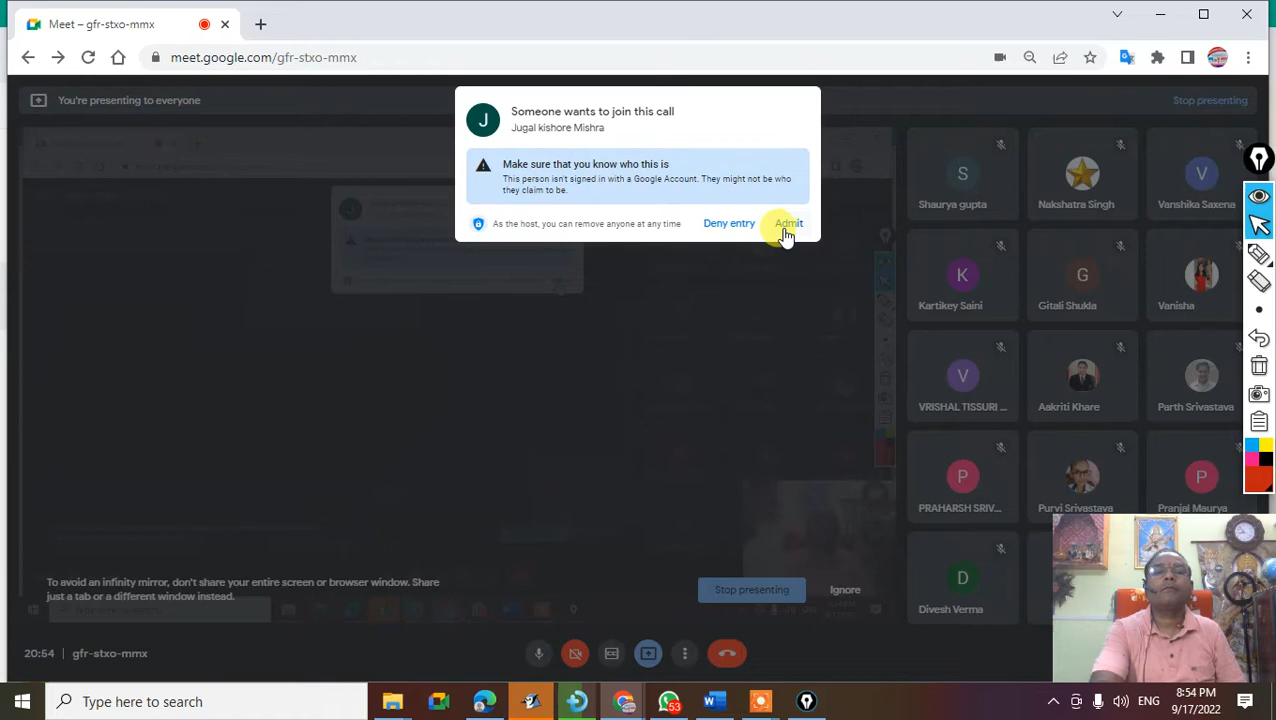 Meet – gfr-stxo-mmx
meet.google.com/gfr-stxo-mmx
You're presenting to everyone
Stop presenting
J
Someone wants to join this call
Jugal kishore Mishra
Make sure that you know who this is
This person isn't signed in with a Google Account. They might not be who
they claim to be.
As the host, you can remove anyone at any time
Deny entry
Admit
S
Shaurya gupta
Nakshatra Singh
V
Vanshika Saxena
K
Kartikey Saini
G
Gitali Shukla
Vanisha
V
VRISHAL TISSURI ...
Aakriti Khare
Parth Srivastava
P
PRAHARSH SRIV...
Purvi Srivastava
P
Pranjal Maurya
D
Divesh Verma
To avoid an infinity mirror, don't share your entire screen or browser window. Share
just a tab or a different window instead.
Stop presenting
Ignore
20:54 | gfr-stxo-mmx
Type here to search
53
ENG
8:54 PM
9/17/2022